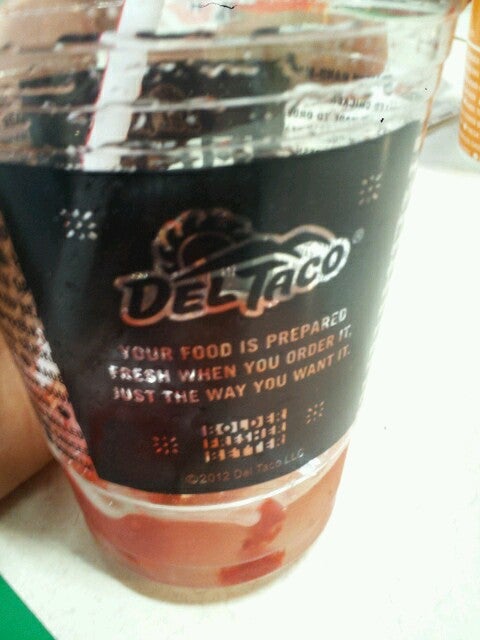 DEL TACO®
YOUR FOOD IS PREPARED
FRESH WHEN YOU ORDER IT,
JUST THE WAY YOU WANT IT.
BOLDER
FRESHER
BETTER
©2012 Del Taco LLC